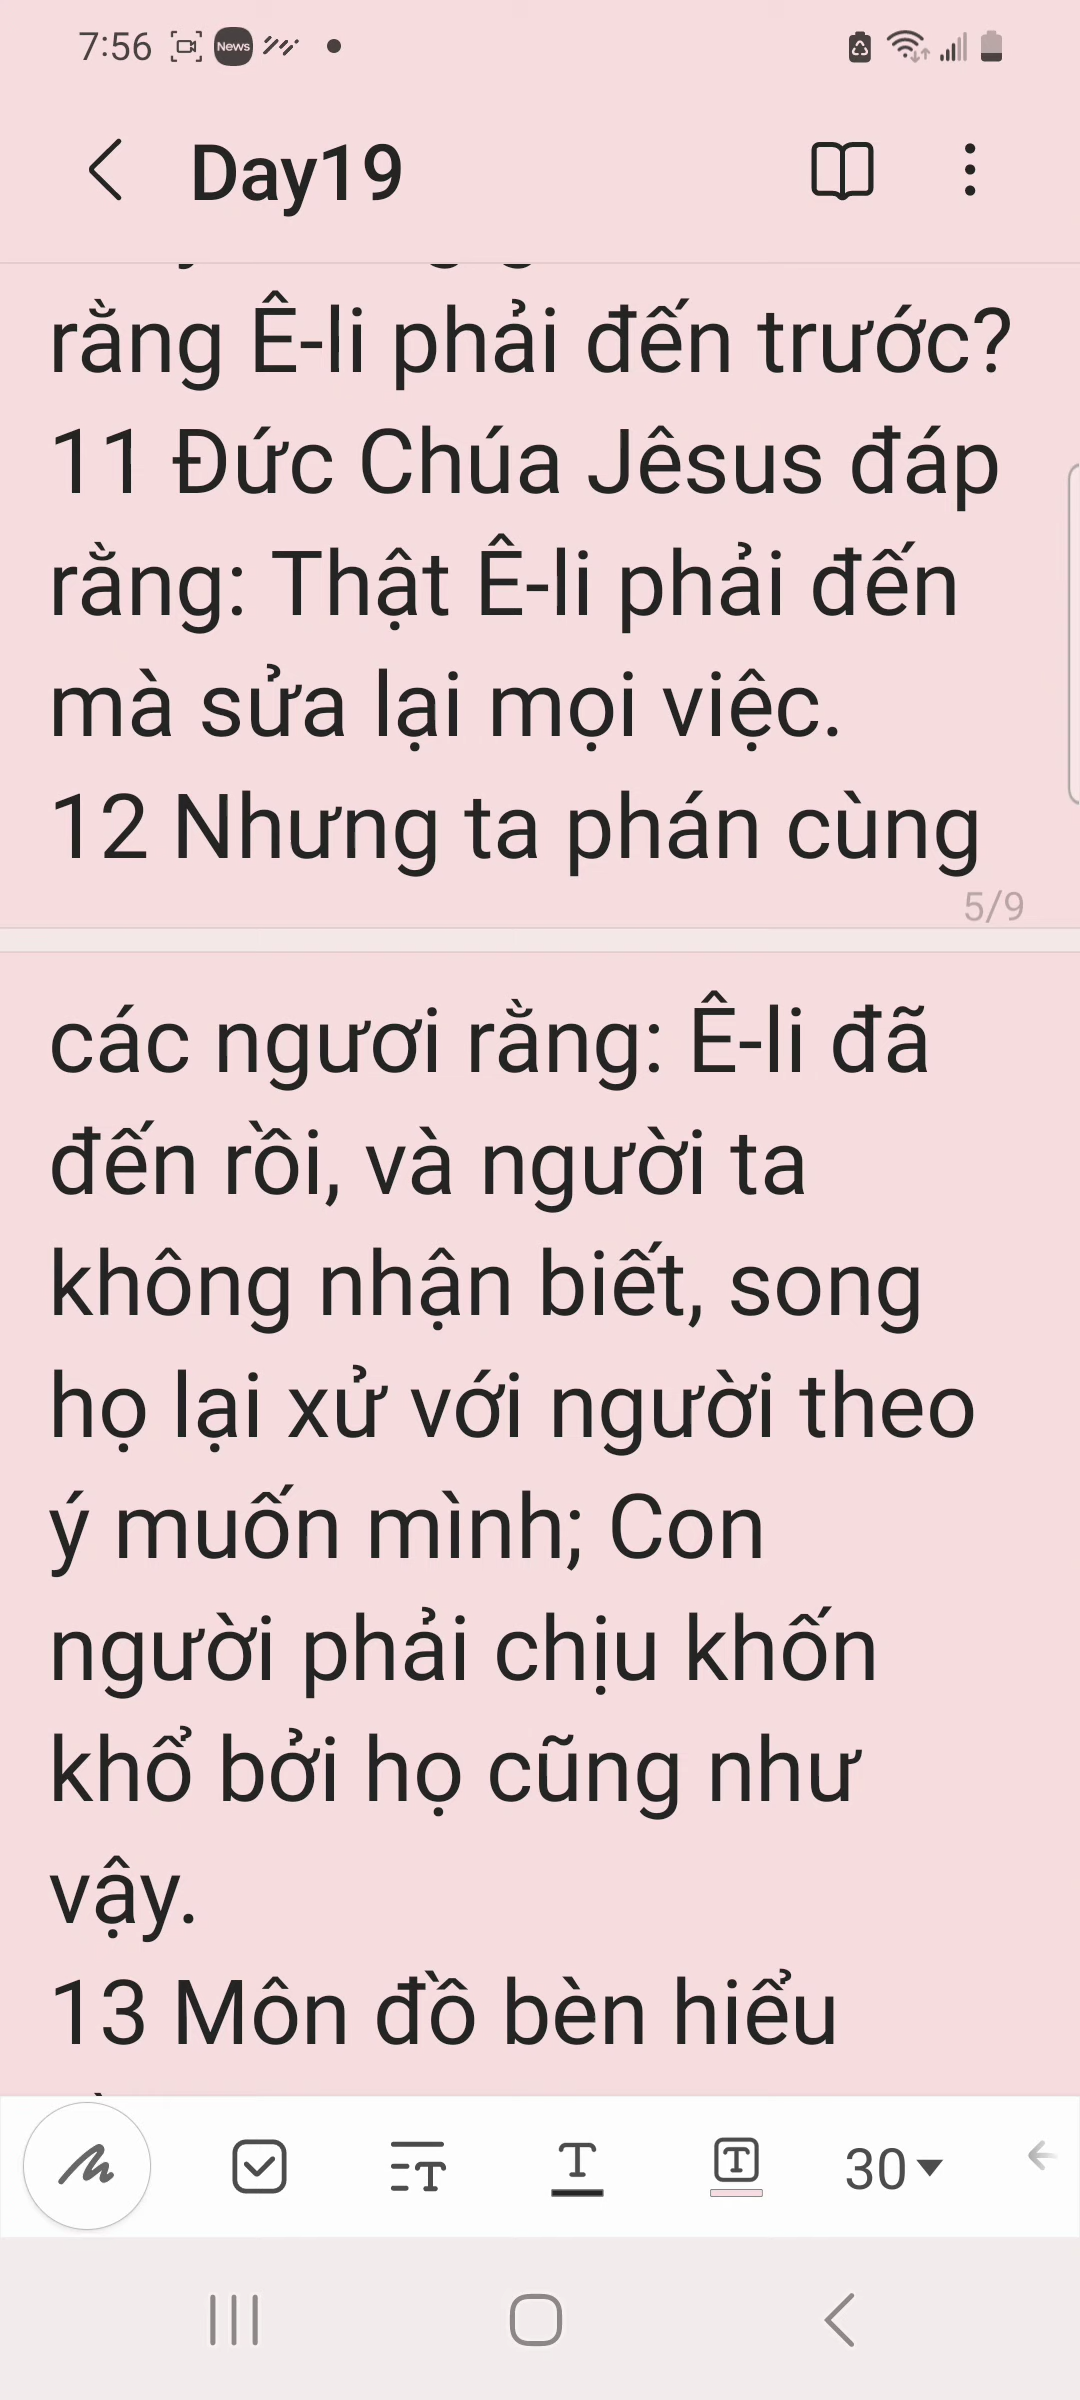 7:56 News
Day19
rằng Ê-li phải đến trước?
11 Đức Chúa Jêsus đáp
rằng: Thật Ê-li phải đến
mà sửa lại mọi việc.
12 Nhưng ta phán cùng
5/9
các ngươi rằng: Ê-li đã
đến rồi, và người ta
không nhận biết, song
họ lại xử với người theo
ý muốn mình; Con
người phải chịu khốn
khổ bởi họ cũng như
vậy.
13 Môn đồ bèn hiểu
30